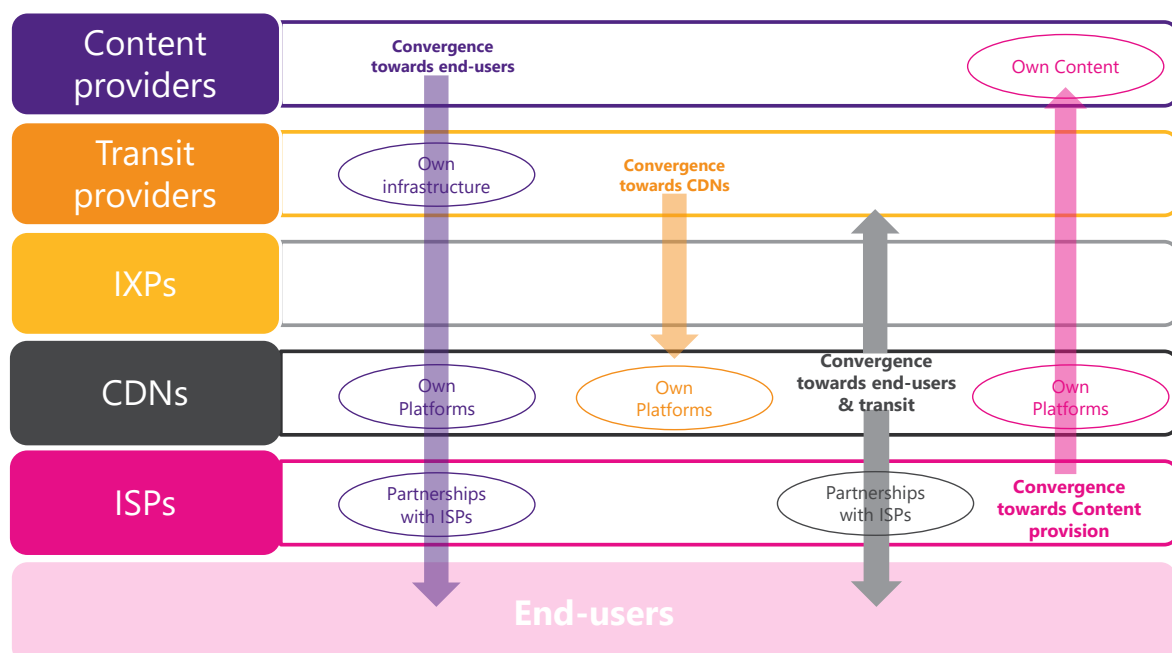 Content
providers
Convergence
towards end-users
Own Content
Transit
providers
Own
infrastructure
Convergence
towards CDNs
IXPs
CDNs
Own
Platforms
Own
Platforms
Convergence
towards end-users
& transit
Own
Platforms
ISPs
Partnerships
with ISPs
Partnerships
with ISPs
Convergence
towards Content
provision
End-users